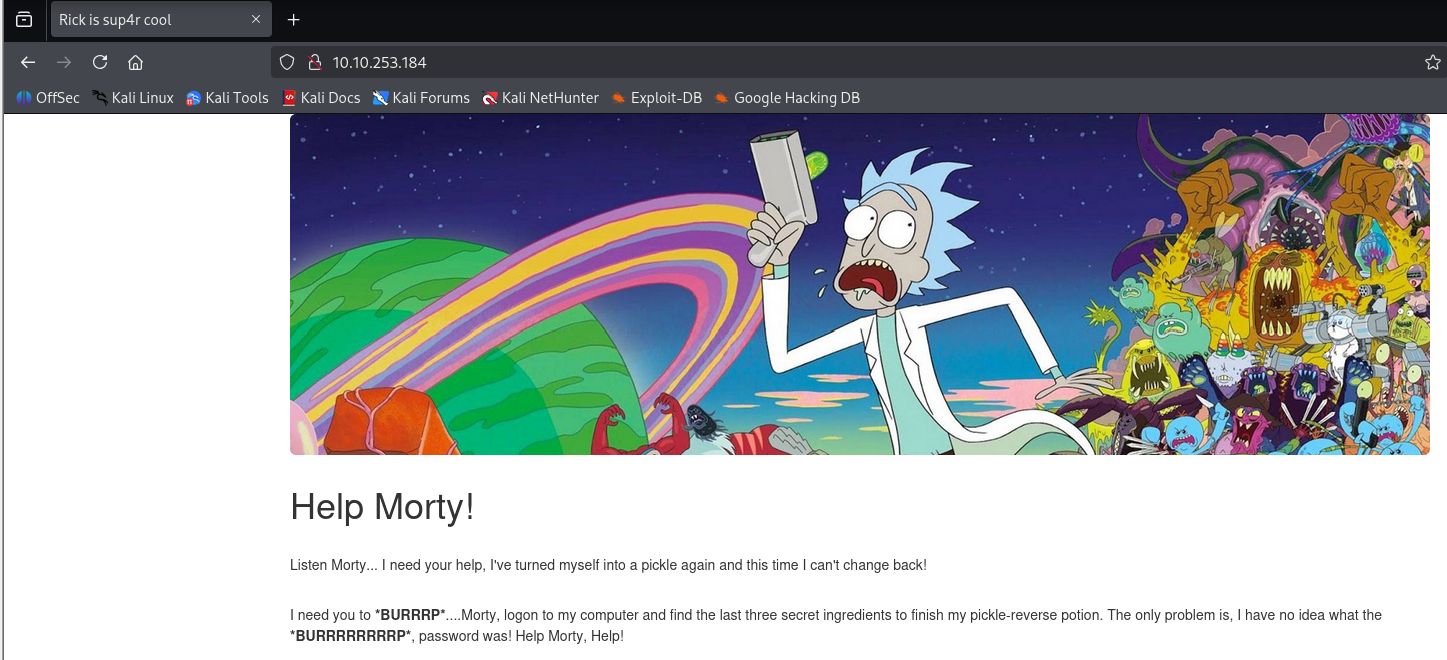 Rick is sup4r cool
10.10.253.184
OffSec Kali Linux Kali Tools Kali Docs Kali Forums Kali NetHunter Exploit-DB Google Hacking DB
Help Morty!
Listen Morty... I need your help, I've turned myself into a pickle again and this time I can't change back!
I need you to *BURRRP*....Morty, logon to my computer and find the last three secret ingredients to finish my pickle-reverse potion. The only problem is, I have no idea what the
*BURRRRRRRRP*, password was! Help Morty, Help!